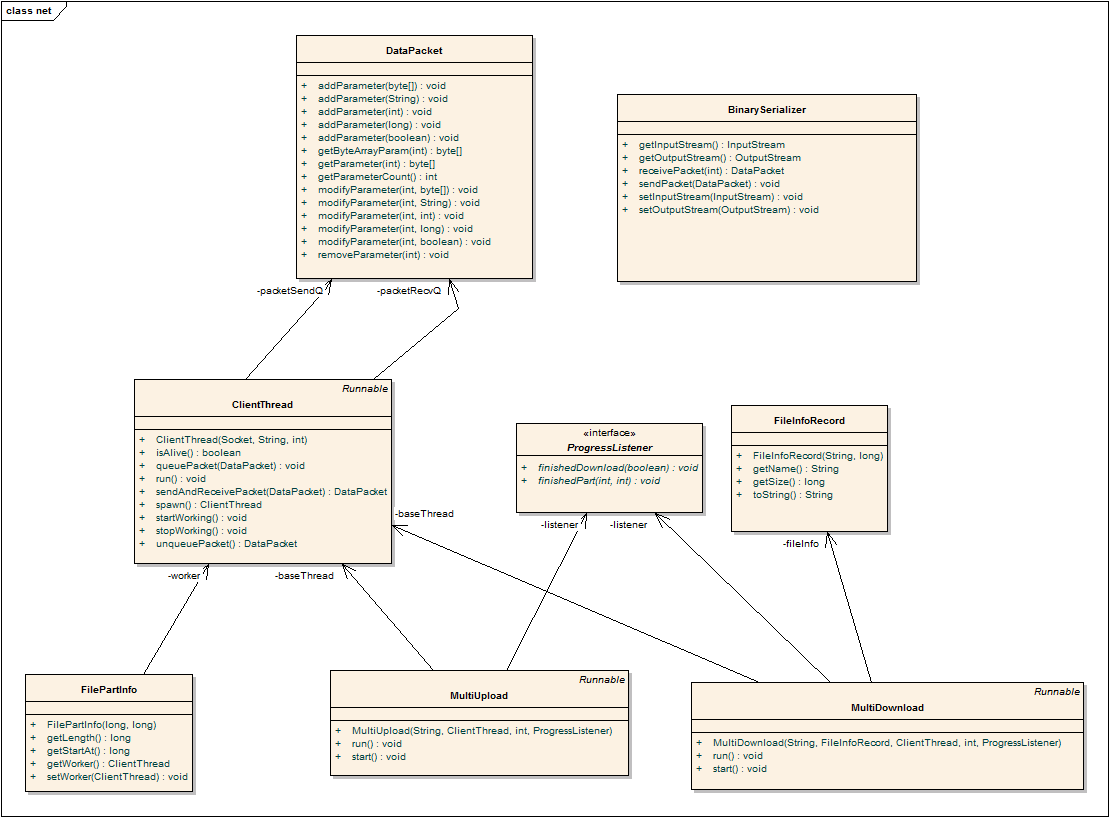 class net
DataPacket
+ addParameter(byte[]) : void
+ addParameter(String) : void
+ addParameter(int) : void
+ addParameter(long) : void
+ addParameter(boolean) : void
+ getByteArrayParam(int) : byte[]
+ getParameter(int) : byte[]
+ getParameterCount() : int
+ modifyParameter(int, byte[]) : void
+ modifyParameter(int, String) : void
+ modifyParameter(int, int) : void
+ modifyParameter(int, long) : void
+ modifyParameter(int, boolean) : void
+ removeParameter(int) : void
BinarySerializer
+ getInputStream() : InputStream
+ getOutputStream() : OutputStream
+ receivePacket(int) : DataPacket
+ sendPacket(DataPacket) : void
+ setInputStream(InputStream) : void
+ setOutputStream(OutputStream) : void
-packetSendQ
-packetRecvQ
Runnable
ClientThread
+ ClientThread(Socket, String, int)
+ isAlive() : boolean
+ queuePacket(DataPacket) : void
+ run() : void
+ sendAndReceivePacket(DataPacket) : DataPacket
+ spawn() : ClientThread
+ startWorking() : void
+ stopWorking() : void
+ unqueuePacket() : DataPacket
«interface»
ProgressListener
+ finishedDownload(boolean) : void
+ finishedPart(int, int) : void
FileInfoRecord
+ FileInfoRecord(String, long)
+ getName() : String
+ getSize() : long
+ toString() : String
-baseThread
-listener
-listener
-fileInfo
-worker
-baseThread
FilePartInfo
+ FilePartInfo(long, long)
+ getLength() : long
+ getStartAt() : long
+ getWorker() : ClientThread
+ setWorker(ClientThread) : void
Runnable
MultiUpload
+ MultiUpload(String, ClientThread, int, ProgressListener)
+ run() : void
+ start() : void
Runnable
MultiDownload
+ MultiDownload(String, FileInfoRecord, ClientThread, int, ProgressListener)
+ run() : void
+ start() : void